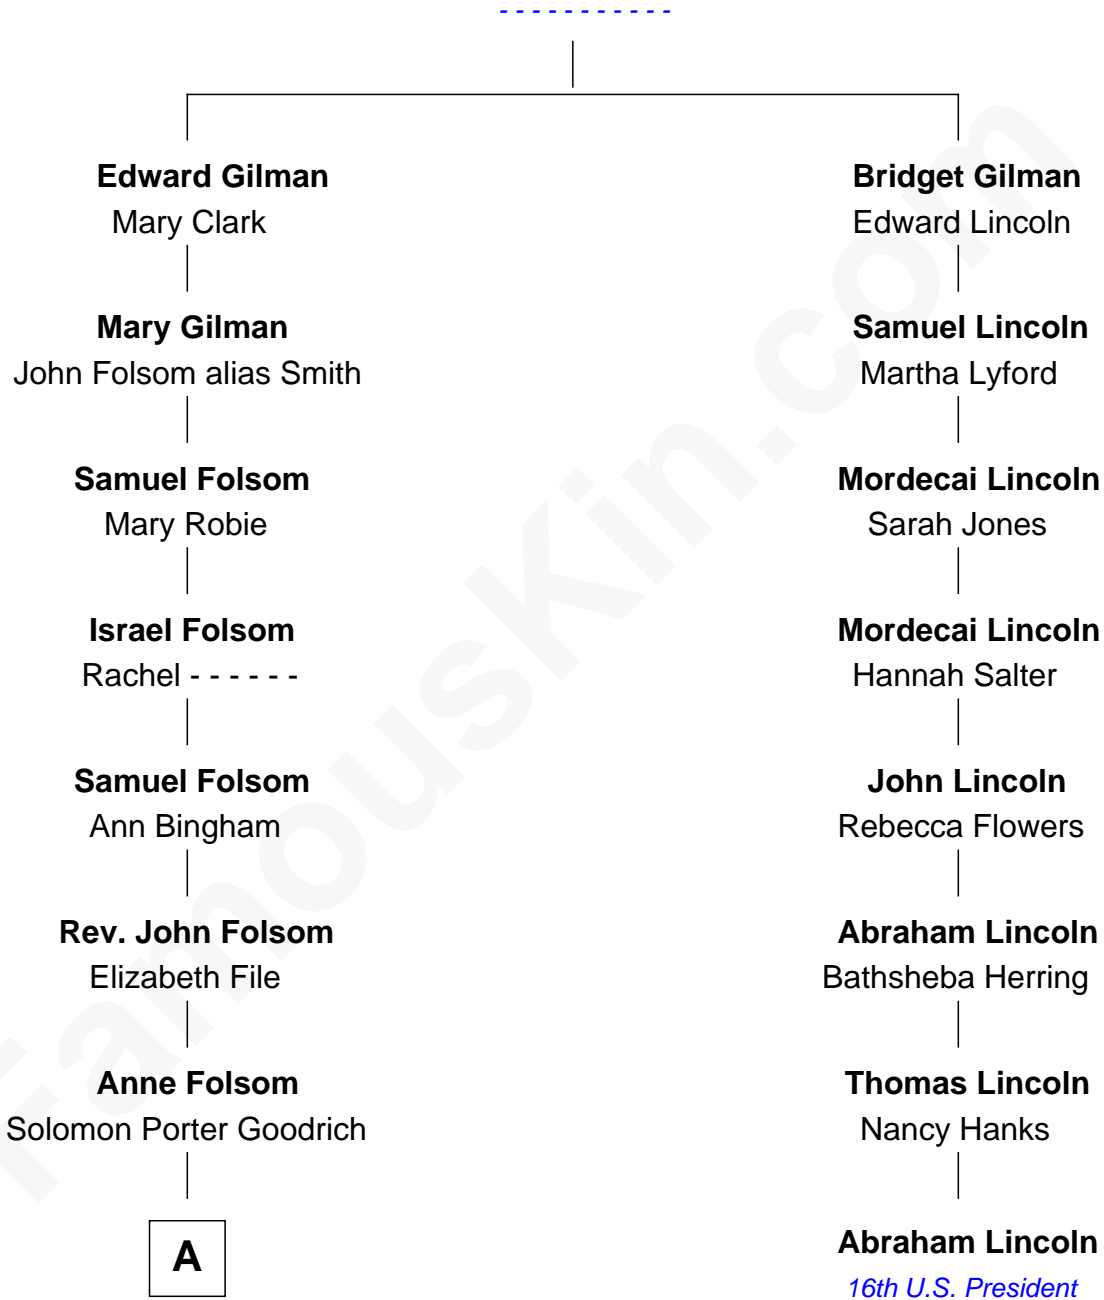 - - - - - - - - - - -
Edward Gilman
Mary Clark
Bridget Gilman
Edward Lincoln
Mary Gilman
John Folsom alias Smith
Samuel Lincoln
Martha Lyford
Samuel Folsom
Mary Robie
Mordecai Lincoln
Sarah Jones
Israel Folsom
Rachel - - - - - -
Mordecai Lincoln
Hannah Salter
Samuel Folsom
Ann Bingham
John Lincoln
Rebecca Flowers
Rev. John Folsom
Elizabeth File
Abraham Lincoln
Bathsheba Herring
Anne Folsom
Solomon Porter Goodrich
Thomas Lincoln
Nancy Hanks
A
Abraham Lincoln
16th U.S. President
FamousKin.com